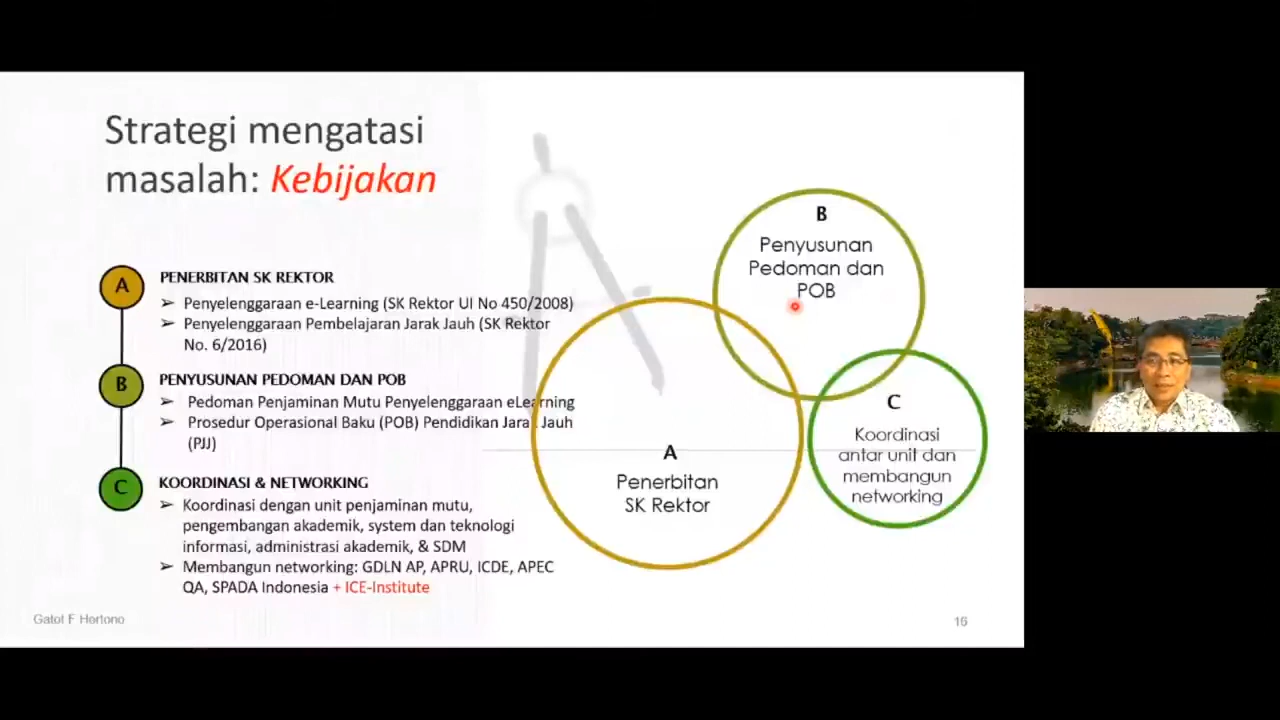 Strategi mengatasi
masalah: Kebijakan
A
PENERBITAN SK REKTOR
➢ Penyelenggaraan e-Learning (SK Rektor UI No 450/2008)
➢ Penyelenggaraan Pembelajaran Jarak Jauh (SK Rektor
No. 6/2016)
B
PENYUSUNAN PEDOMAN DAN POB
➢ Pedoman Penjaminan Mutu Penyelenggaraan eLearning
➢ Prosedur Operasional Baku (POB) Pendidikan Jarak Jauh
(PJJ)
C
KOORDINASI & NETWORKING
➢ Koordinasi dengan unit penjaminan mutu,
pengembangan akademik, system dan teknologi
informasi, administrasi akademik, & SDM
➢ Membangun networking: GDLN AP, APRU, ICDE, APEC
QA, SPADA Indonesia + ICE-Institute
B
Penyusunan
Pedoman dan
POB
A
Penerbitan
SK Rektor
C
Koordinasi
antar unit dan
membangun
networking
Gatot F Hertono
16